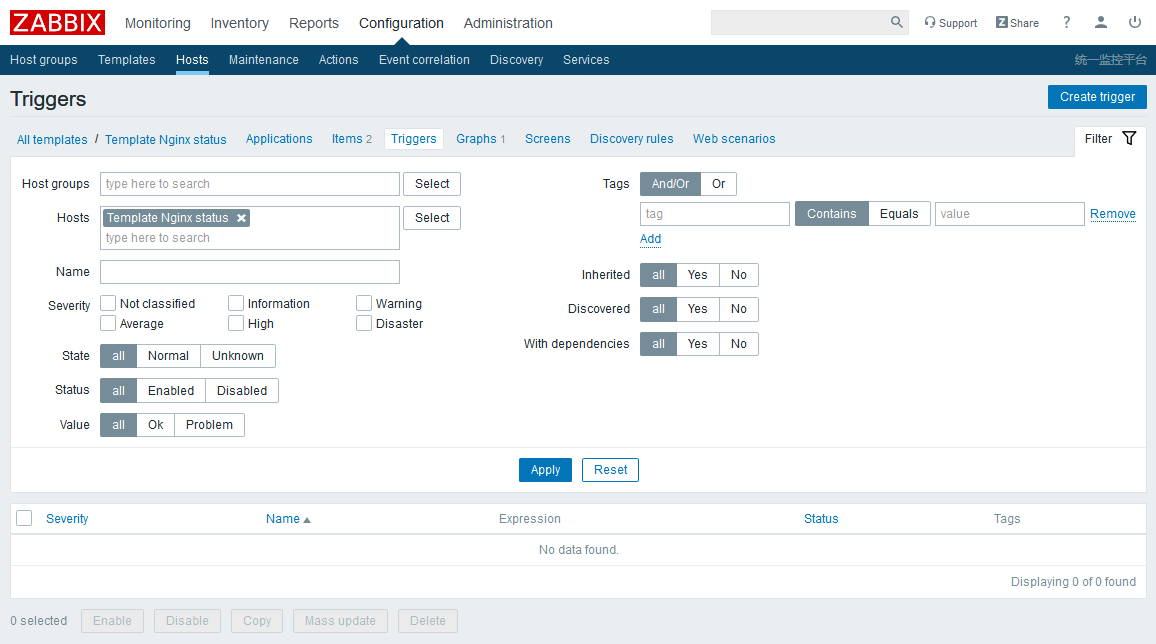 ZABBIX Monitoring Inventory Reports Configuration Administration Support Z Share ?
Host groups Templates Hosts Maintenance Actions Event correlation Discovery Services 统一监控平台
Triggers Create trigger
All templates / Template Nginx status Applications Items 2 Triggers Graphs 1 Screens Discovery rules Web scenarios Filter
Host groups type here to search Select Tags And/Or Or
Hosts Template Nginx status Select tag Contains Equals value Remove
type here to search Add
Name Inherited all Yes No
Severity Not classified Information Warning Discovered all Yes No
Average High Disaster
State all Normal Unknown With dependencies all Yes No
Status all Enabled Disabled
Value all Ok Problem
Apply Reset
Severity Name Expression Status Tags
No data found.
Displaying 0 of 0 found
0 selected Enable Disable Copy Mass update Delete